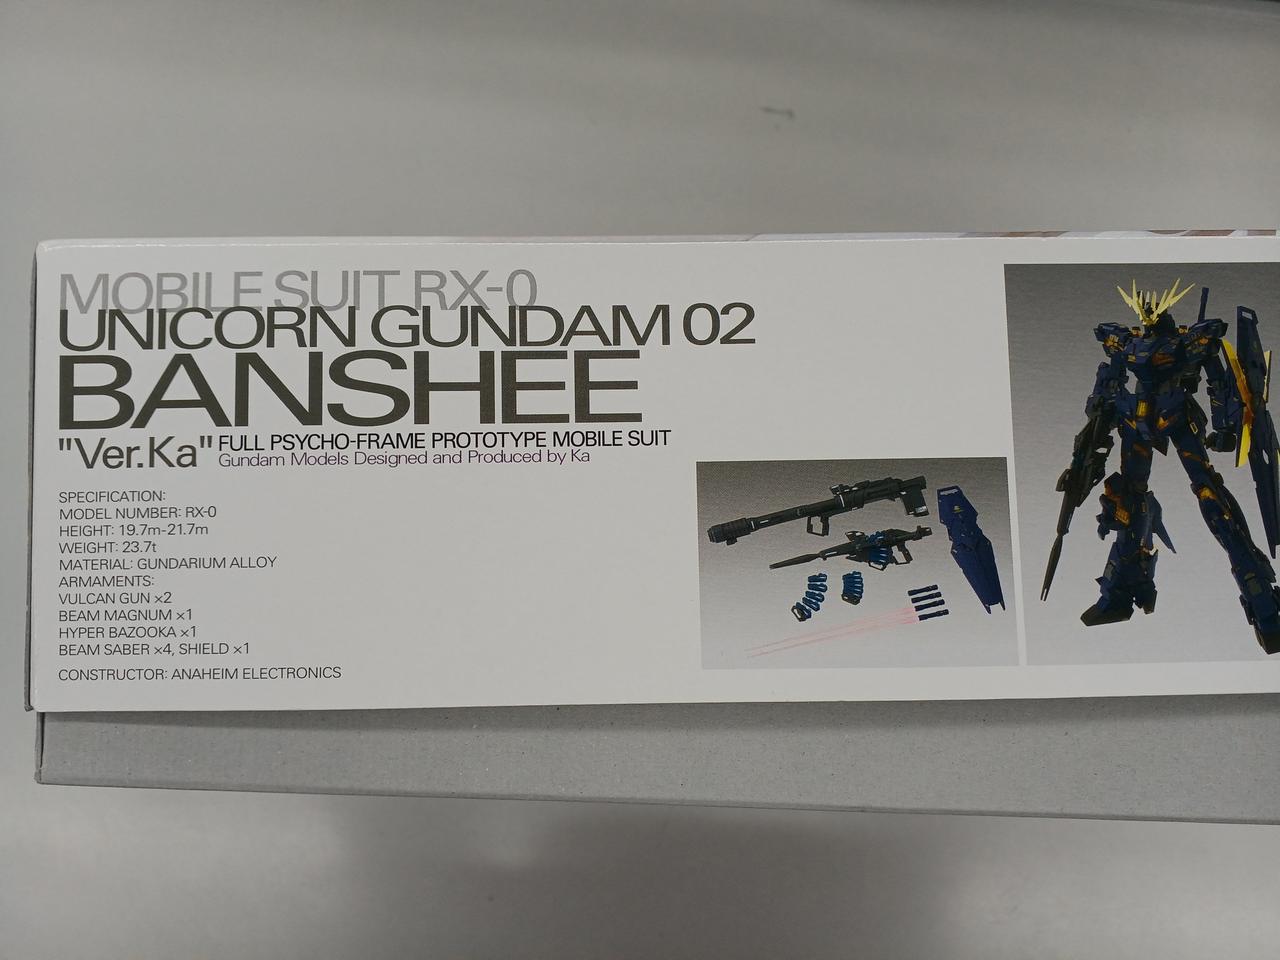 MOBILE SUIT RX-0
UNICORN GUNDAM 02
BANSHEE
"Ver.Ka" FULL PSYCHO-FRAME PROTOTYPE MOBILE SUIT
Gundam Models Designed and Produced by Ka
SPECIFICATION:
MODEL NUMBER: RX-0
HEIGHT: 19.7m-21.7m
WEIGHT: 23.7t
MATERIAL: GUNDARIUM ALLOY
ARMAMENTS:
VULCAN GUN ×2
BEAM MAGNUM ×1
HYPER BAZOOKA ×1
BEAM SABER ×4, SHIELD ×1
CONSTRUCTOR: ANAHEIM ELECTRONICS